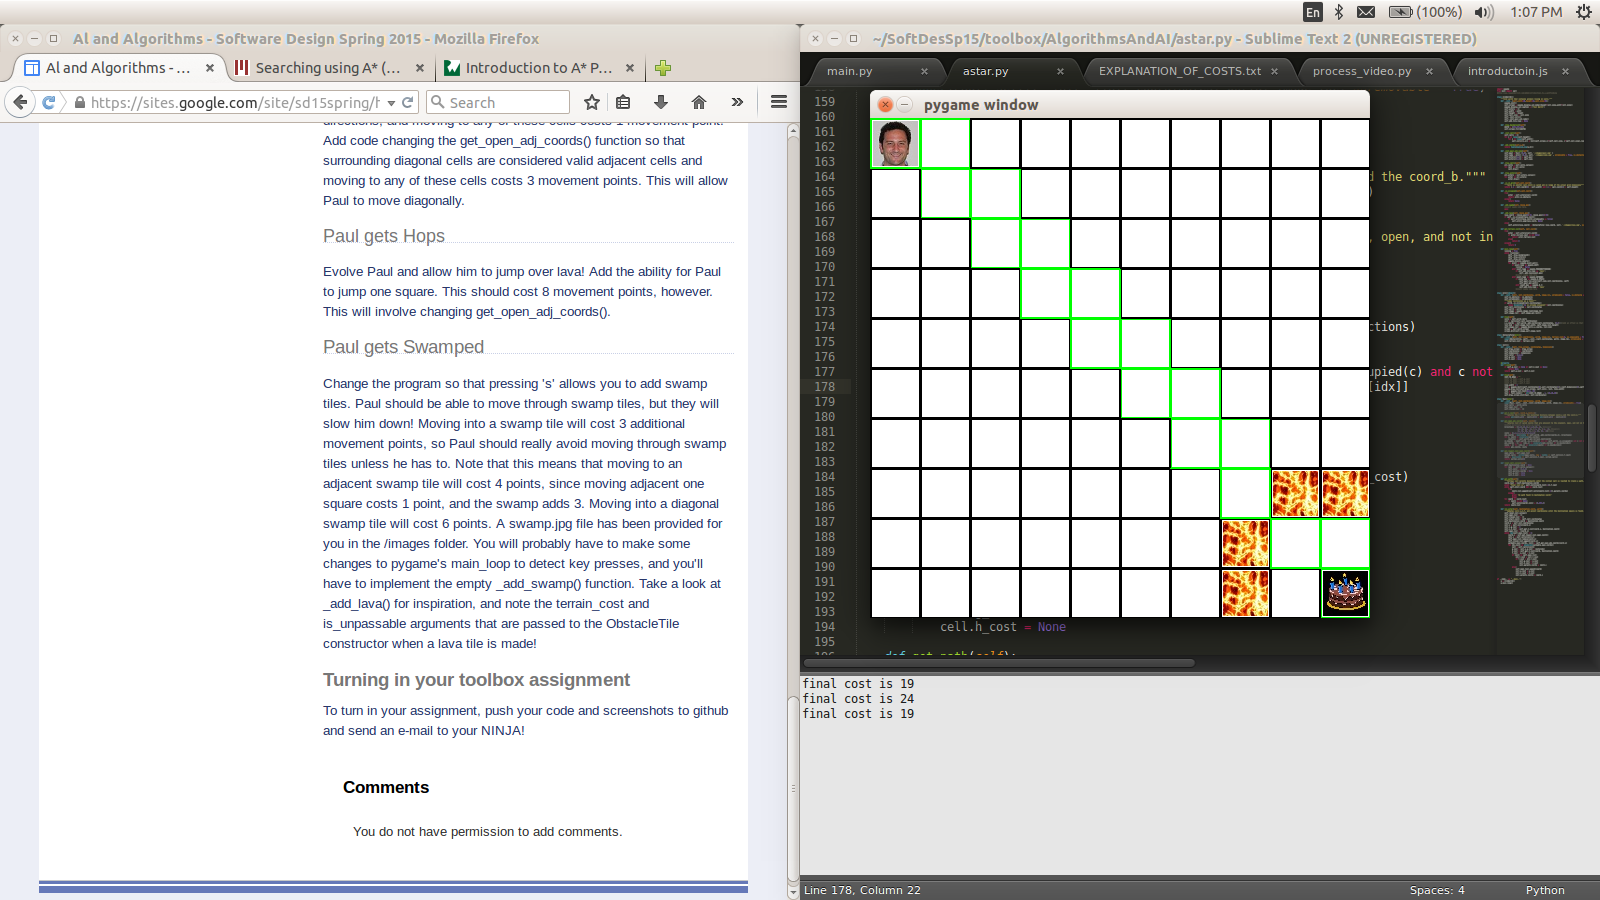 En
(100%)
1:07 PM
AI and Algorithms - Software Design Spring 2015 - Mozilla Firefox
AI and Algorithms - ...
Searching using A* (...
Introduction to A* P...
https://sites.google.com/site/sd15spring/h
Search
Add code changing the get_open_adj_coords() function so that
surrounding diagonal cells are considered valid adjacent cells and
moving to any of these cells costs 3 movement points. This will allow
Paul to move diagonally.
Paul gets Hops
Evolve Paul and allow him to jump over lava! Add the ability for Paul
to jump one square. This should cost 8 movement points, however.
This will involve changing get_open_adj_coords().
Paul gets Swamped
Change the program so that pressing 's' allows you to add swamp
tiles. Paul should be able to move through swamp tiles, but they will
slow him down! Moving into a swamp tile will cost 3 additional
movement points, so Paul should really avoid moving through swamp
tiles unless he has to. Note that this means that moving to an
adjacent swamp tile will cost 4 points, since moving adjacent one
square costs 1 point, and the swamp adds 3. Moving into a diagonal
swamp tile will cost 6 points. A swamp.jpg file has been provided for
you in the /images folder. You will probably have to make some
changes to pygame's main_loop to detect key presses, and you'll
have to implement the empty _add_swamp() function. Take a look at
_add_lava() for inspiration, and note the terrain_cost and
is_unpassable arguments that are passed to the ObstacleTile
constructor when a lava tile is made!
Turning in your toolbox assignment
To turn in your assignment, push your code and screenshots to github
and send an e-mail to your NINJA!
Comments
You do not have permission to add comments.
~/SoftDesSp15/toolbox/AlgorithmsAndAI/astar.py - Sublime Text 2 (UNREGISTERED)
main.py
astar.py
EXPLANATION_OF_COSTS.txt
process_video.py
introductoin.js
pygame window
159
160
161
162
163
164 d the coord_b."""
165 )
166
167
168 , open, and not in
169
170
171
172
173
174 ctions)
175
176
177 upied(c) and c not
178 [idx]]
179
180
181
182
183
184 _cost)
185
186
187
188
189
190
191
192
193
194 cell.h_cost = None
195
final cost is 19
final cost is 24
final cost is 19
Line 178, Column 22
Spaces: 4
Python